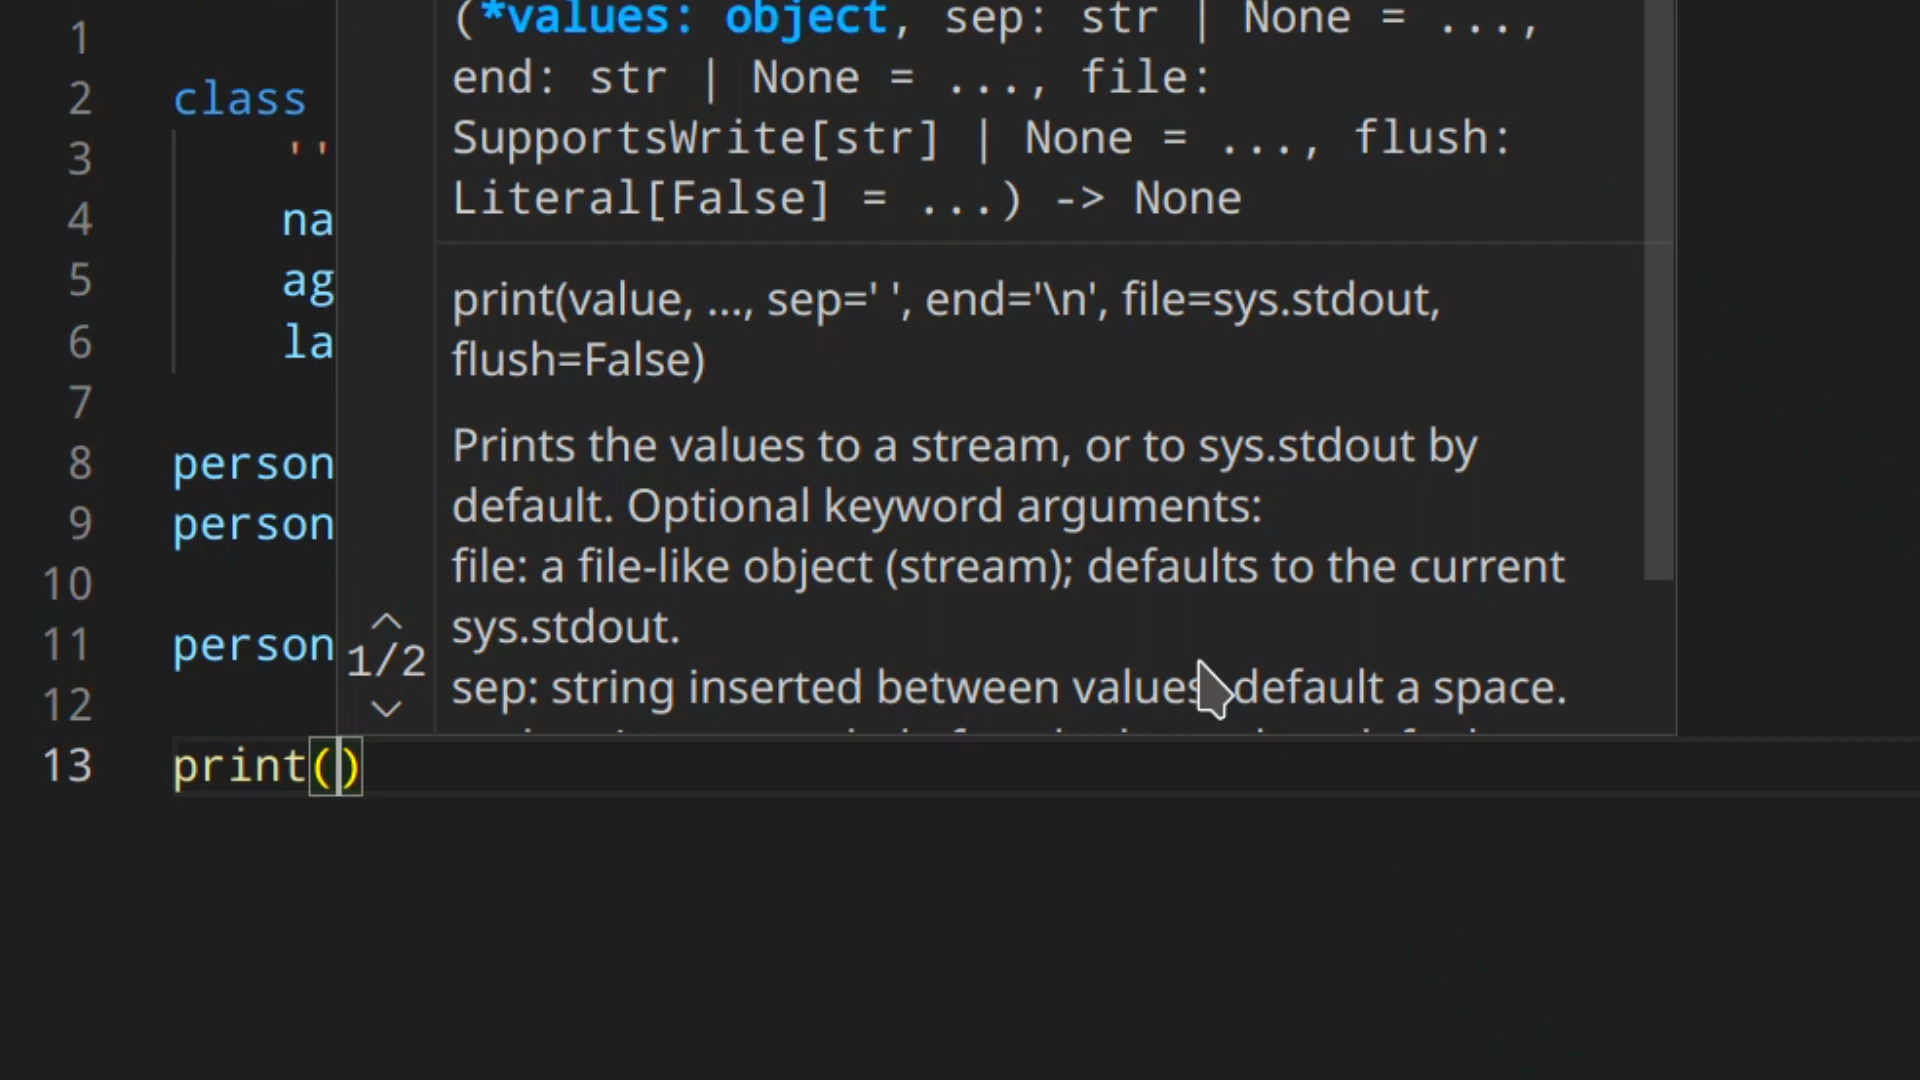 (*values: object, sep: str | None = ...,
end: str | None = ..., file:
SupportsWrite[str] | None = ..., flush:
Literal[False] = ...) -> None
print(value, ..., sep=' ', end='\n', file=sys.stdout,
flush=False)
Prints the values to a stream, or to sys.stdout by
default. Optional keyword arguments:
file: a file-like object (stream); defaults to the current
sys.stdout.
sep: string inserted between values default a space.
1/2
1
2 class
3 ''
4 na
5 ag
6 la
7
8 person
9 person
10
11 person
12
13 print()